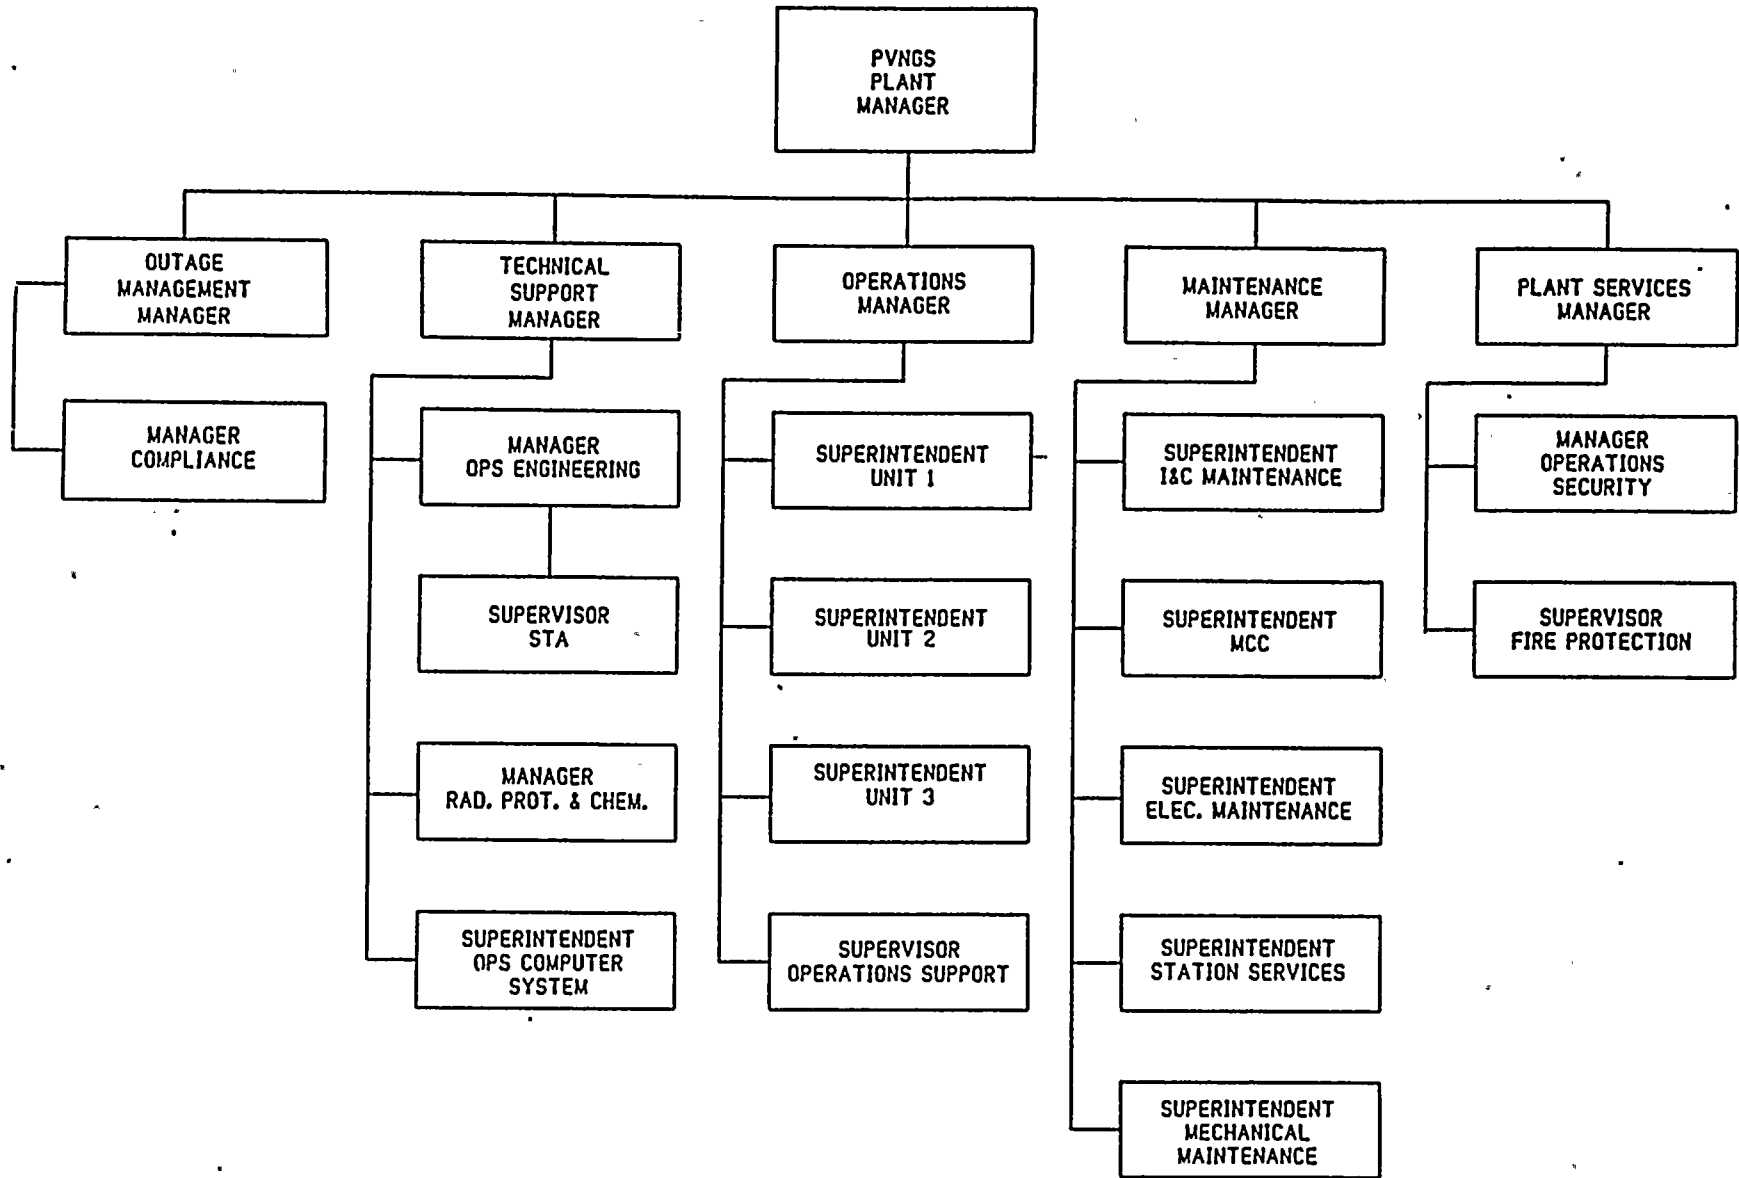 PVNGS
PLANT
MANAGER
OUTAGE
MANAGEMENT
MANAGER
TECHNICAL
SUPPORT
MANAGER
OPERATIONS
MANAGER
MAINTENANCE
MANAGER
PLANT SERVICES
MANAGER
MANAGER
COMPLIANCE
MANAGER
OPS ENGINEERING
SUPERINTENDENT
UNIT 1
SUPERINTENDENT
I&C MAINTENANCE
MANAGER
OPERATIONS
SECURITY
SUPERVISOR
STA
SUPERINTENDENT
UNIT 2
SUPERINTENDENT
MCC
SUPERVISOR
FIRE PROTECTION
MANAGER
RAD. PROT. & CHEM.
SUPERINTENDENT
UNIT 3
SUPERINTENDENT
ELEC. MAINTENANCE
SUPERINTENDENT
OPS COMPUTER
SYSTEM
SUPERVISOR
OPERATIONS SUPPORT
SUPERINTENDENT
STATION SERVICES
SUPERINTENDENT
MECHANICAL
MAINTENANCE